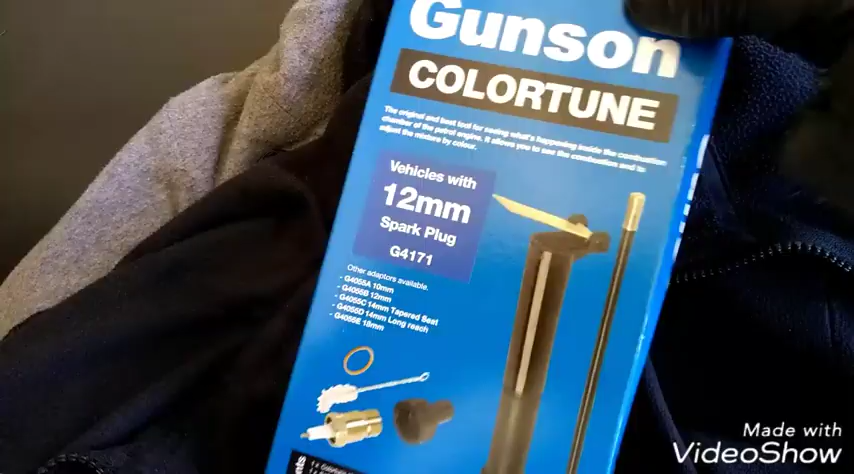 Gunson
COLORTUNE
The original and best tool for seeing what's happening inside the combustion
chamber of the petrol engine. It allows you to see the combustion and to
adjust the mixture by colour.
Vehicles with
12mm
Spark Plug
G4171
Other adaptors available.
- G4055A 10mm
- G4055B 12mm
- G4055C 14mm Tapered Seat
- G4055D 14mm Long reach
- G4055E 18mm
1 x Colortune
Made with
VideoShow